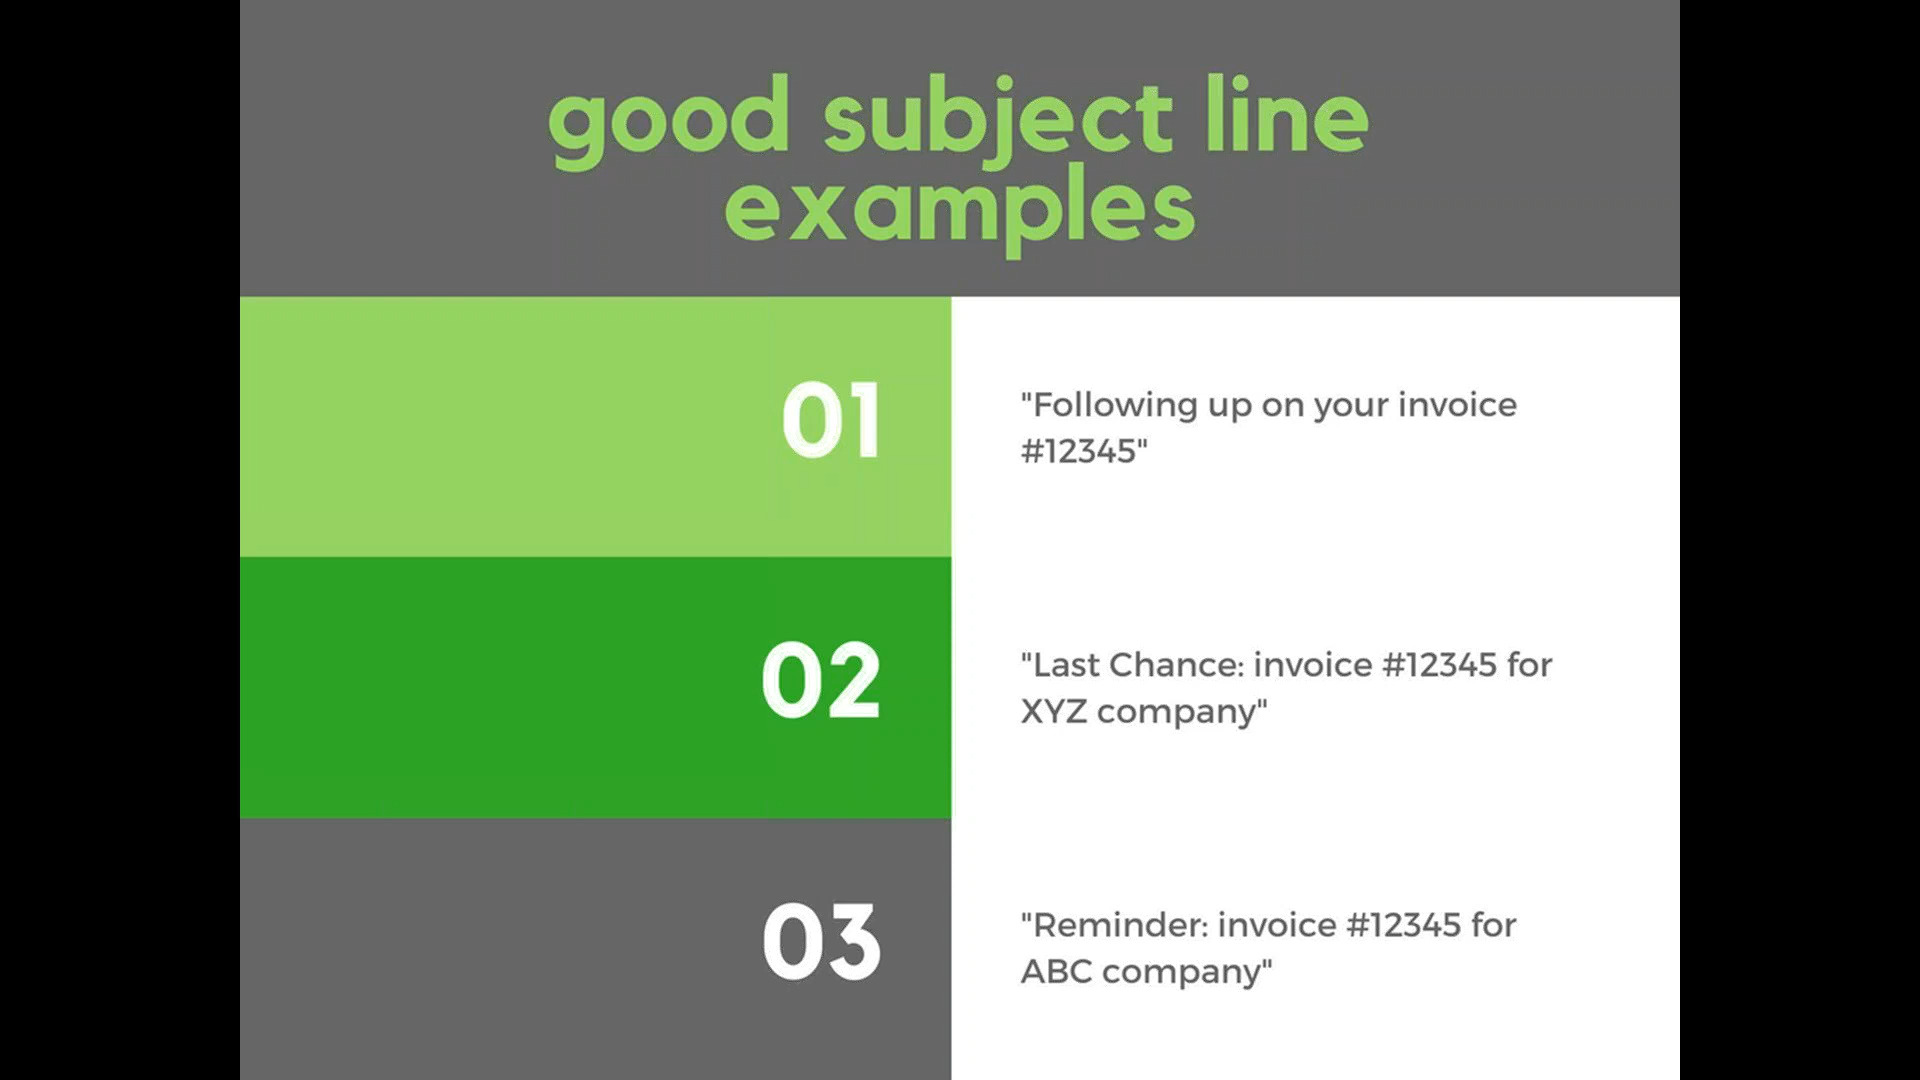 good subject line
examples
01
"Following up on your invoice
#12345"
02
"Last Chance: invoice #12345 for
XYZ company"
03
"Reminder: invoice #12345 for
ABC company"